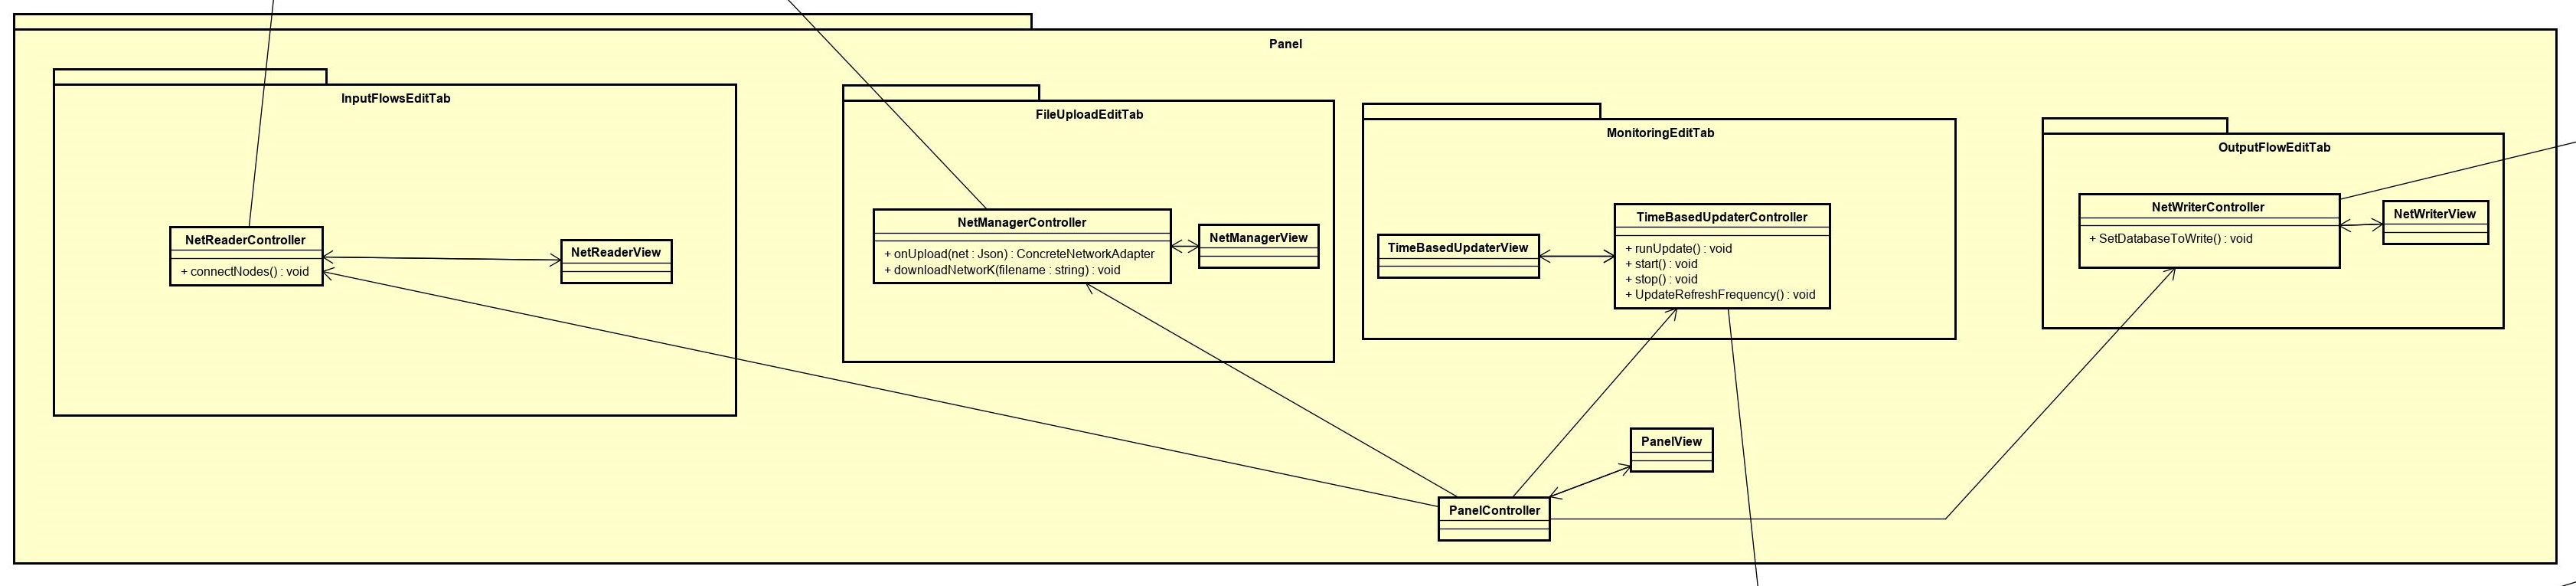 Panel
InputFlowsEditTab
NetReaderController
+ connectNodes() : void
NetReaderView
FileUploadEditTab
NetManagerController
+ onUpload(net : Json) : ConcreteNetworkAdapter
+ downloadNetworK(filename : string) : void
NetManagerView
MonitoringEditTab
TimeBasedUpdaterView
TimeBasedUpdaterController
+ runUpdate() : void
+ start() : void
+ stop() : void
+ UpdateRefreshFrequency() : void
OutputFlowEditTab
NetWriterController
+ SetDatabaseToWrite() : void
NetWriterView
PanelView
PanelController